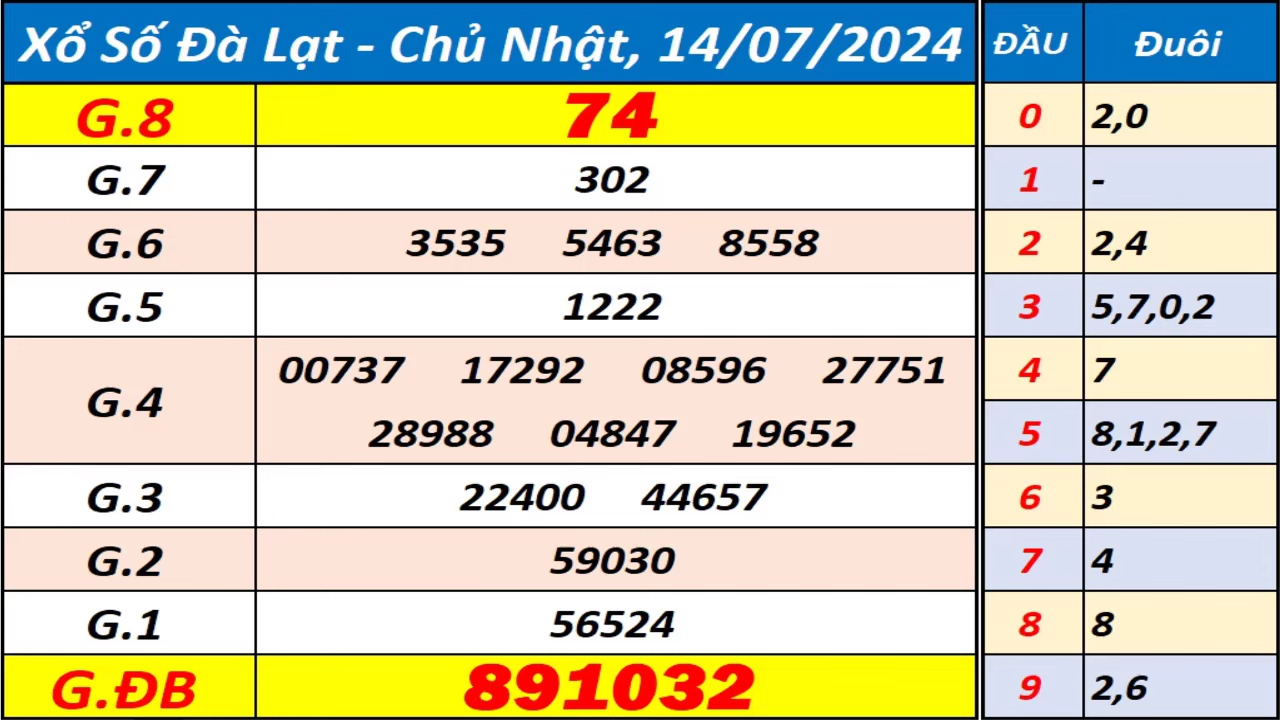 Xổ Số Đà Lạt - Chủ Nhật, 14/07/2024
G.8 74
G.7 302
G.6 3535 5463 8558
G.5 1222
G.4 00737 17292 08596 27751
28988 04847 19652
G.3 22400 44657
G.2 59030
G.1 56524
G.ĐB 891032
ĐẦU Đuôi
0 2,0
1 -
2 2,4
3 5,7,0,2
4 7
5 8,1,2,7
6 3
7 4
8 8
9 2,6